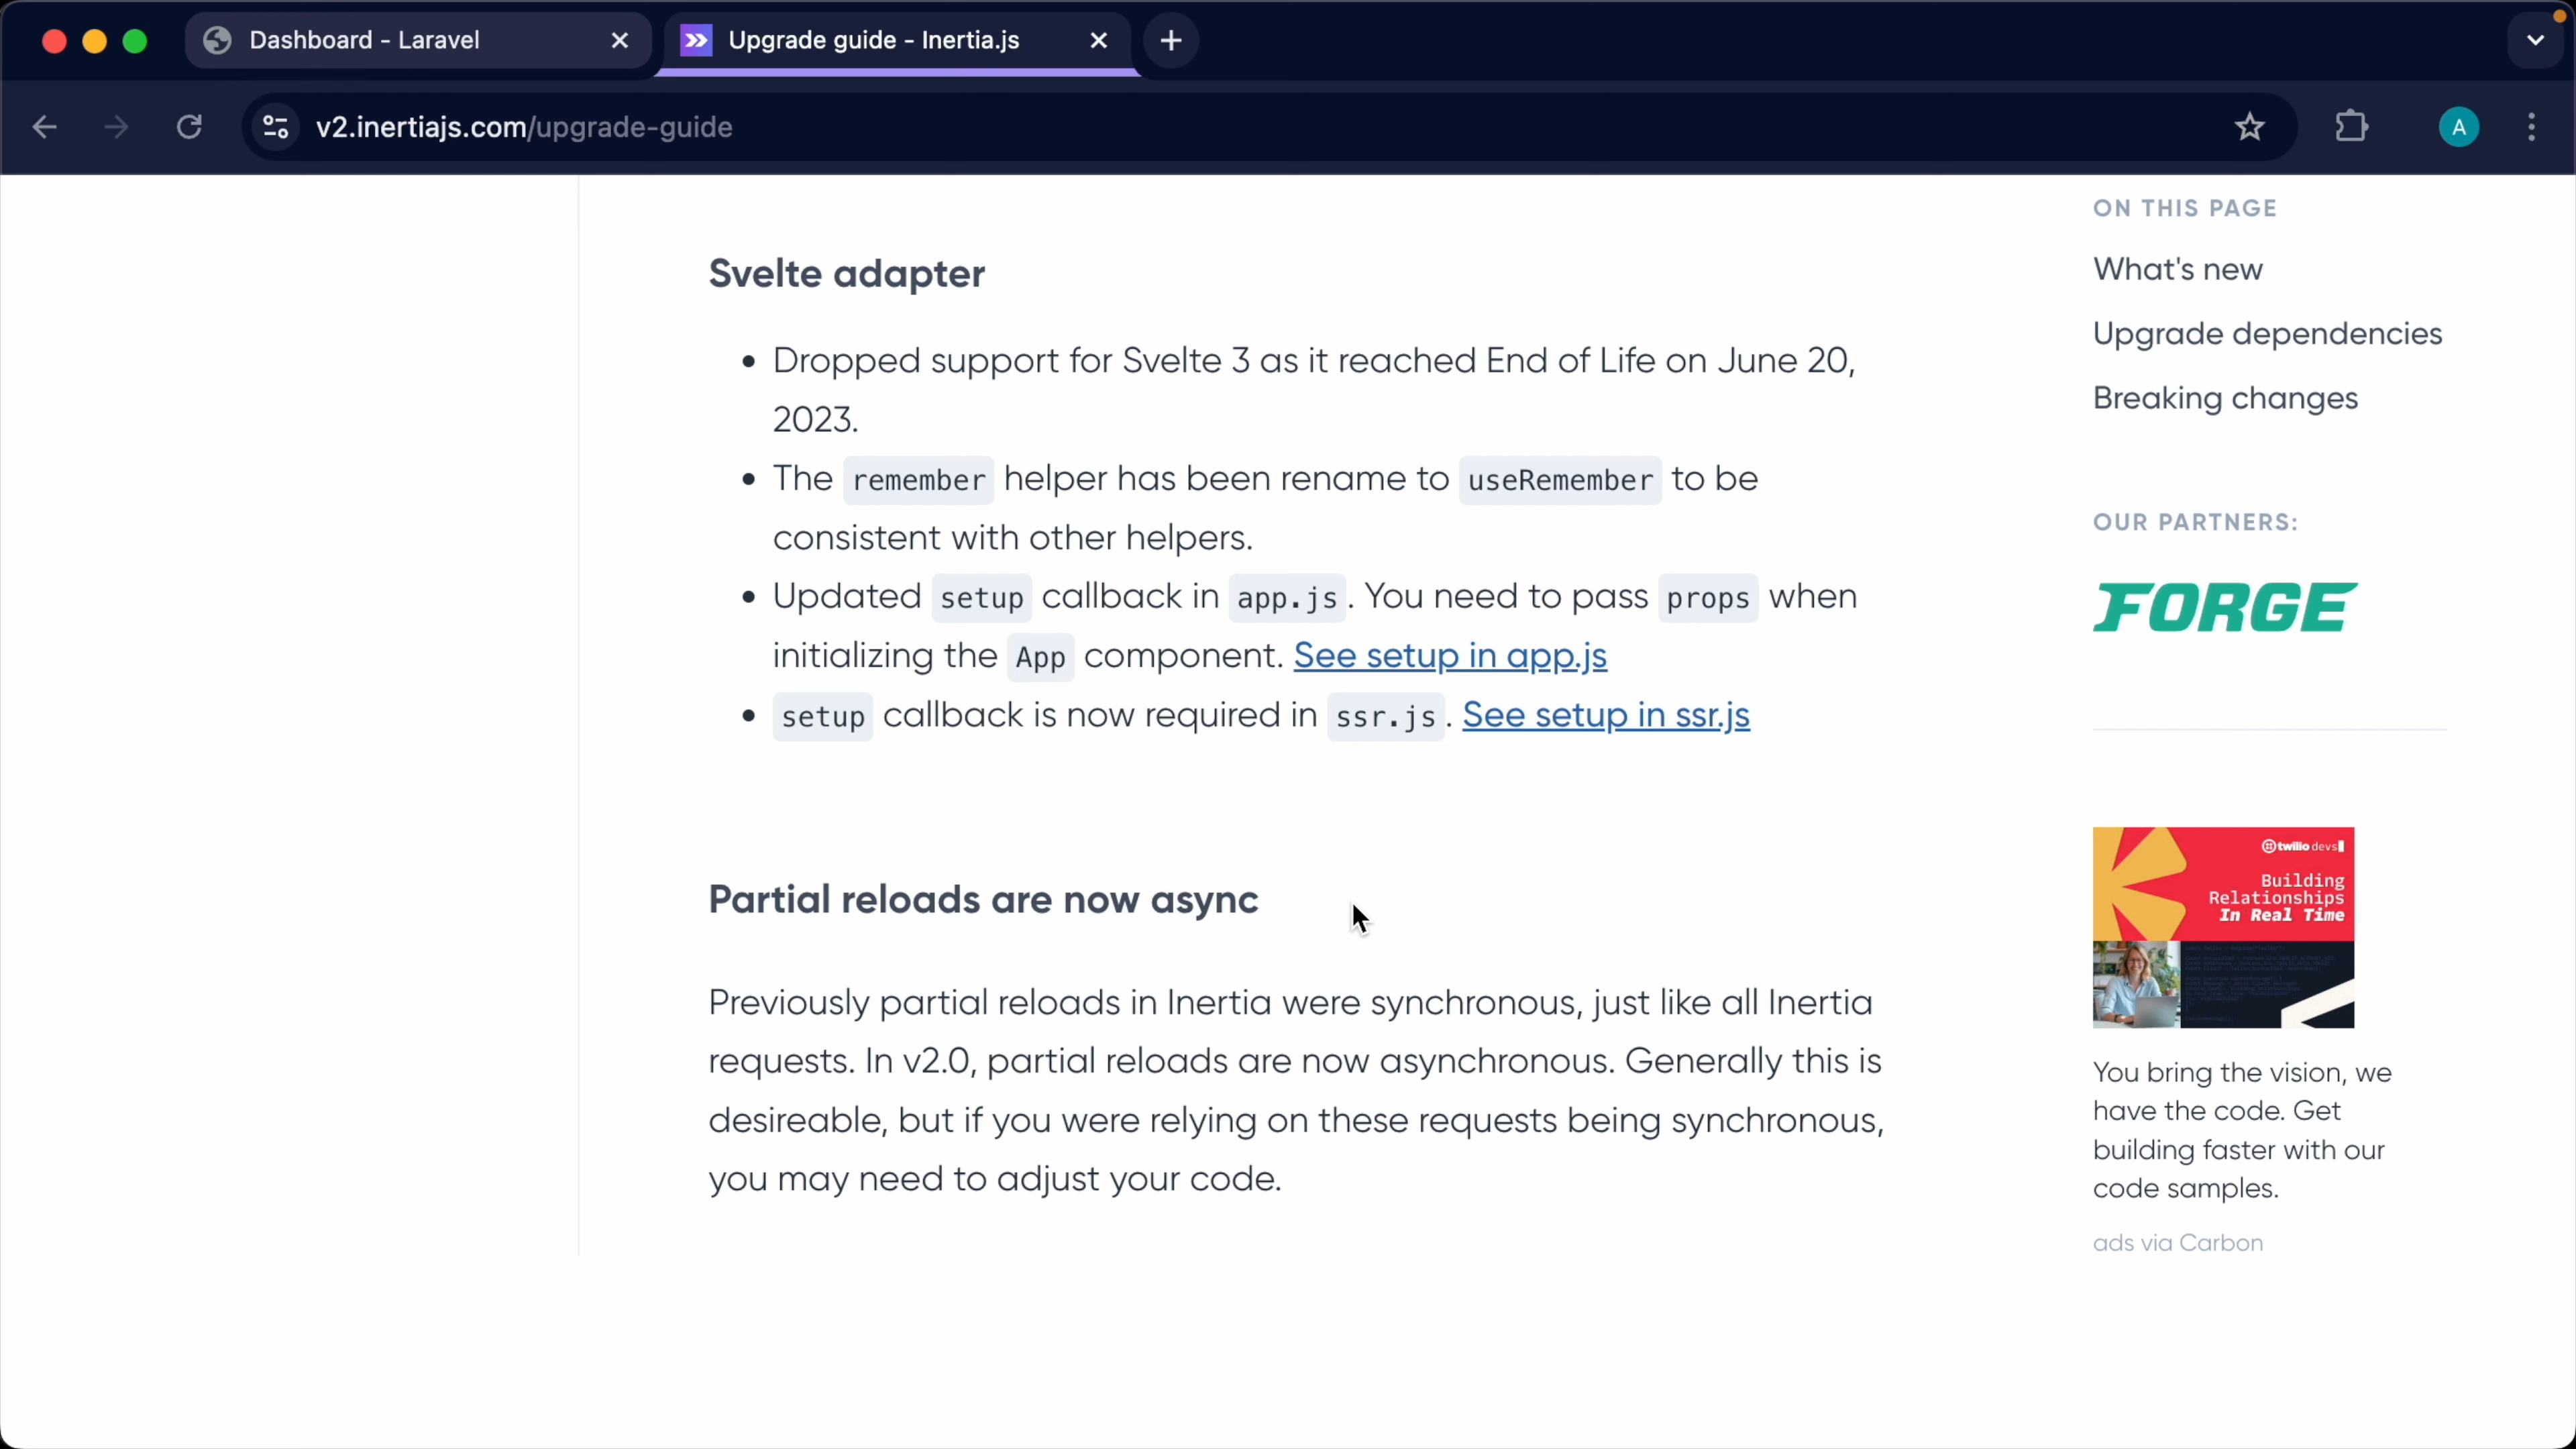 Dashboard - Laravel
Upgrade guide - Inertia.js
v2.inertiajs.com/upgrade-guide
A
Svelte adapter
Dropped support for Svelte 3 as it reached End of Life on June 20,
2023.
The remember helper has been rename to useRemember to be
consistent with other helpers.
Updated setup callback in app.js. You need to pass props when
initializing the App component. See setup in app.js
setup callback is now required in ssr.js. See setup in ssr.js
Partial reloads are now async
Previously partial reloads in Inertia were synchronous, just like all Inertia
requests. In v2.0, partial reloads are now asynchronous. Generally this is
desireable, but if you were relying on these requests being synchronous,
you may need to adjust your code.
ON THIS PAGE
What's new
Upgrade dependencies
Breaking changes
OUR PARTNERS:
FORGE
twilio devs
Building
Relationships
In Real Time
You bring the vision, we
have the code. Get
building faster with our
code samples.
ads via Carbon